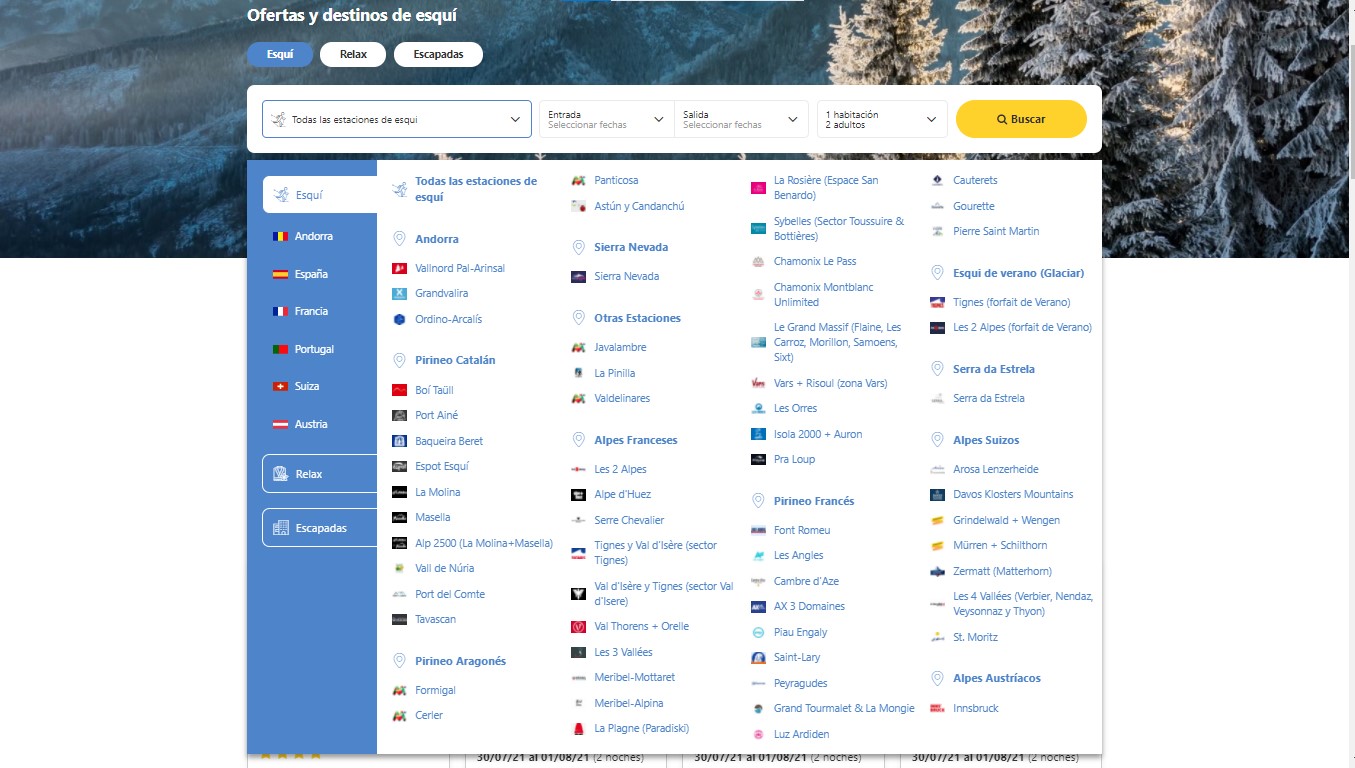 Ofertas y destinos de esquí
Esquí
Relax
Escapadas
Todas las estaciones de esqui
Entrada
Seleccionar fechas
Salida
Seleccionar fechas
1 habitación
2 adultos
Buscar
Esquí
Andorra
España
Francia
Portugal
Suiza
Austria
Relax
Escapadas
Todas las estaciones de
esquí
Andorra
Vallnord Pal-Arinsal
Grandvalira
Ordino-Arcalís
Pirineo Catalán
Boí Taüll
Port Ainé
Baqueira Beret
Espot Esquí
La Molina
Masella
Alp 2500 (La Molina+Masella)
Vall de Núria
Port del Comte
Tavascan
Pirineo Aragonés
Formigal
Cerler
Panticosa
Astún y Candanchú
Sierra Nevada
Sierra Nevada
Otras Estaciones
Javalambre
La Pinilla
Valdelinares
Alpes Franceses
Les 2 Alpes
Alpe d'Huez
Serre Chevalier
Tignes y Val d'Isère (sector
Tignes)
Val d'Isère y Tignes (sector Val
d'Isere)
Val Thorens + Orelle
Les 3 Vallées
Meribel-Mottaret
Meribel-Alpina
La Plagne (Paradiski)
La Rosière (Espace San
Benardo)
Sybelles (Sector Toussuire &
Bottières)
Chamonix Le Pass
Chamonix Montblanc
Unlimited
Le Grand Massif (Flaine, Les
Carroz, Morillon, Samoens,
Sixt)
Vars + Risoul (zona Vars)
Les Orres
Isola 2000 + Auron
Pra Loup
Pirineo Francés
Font Romeu
Les Angles
Cambre d'Aze
AX 3 Domaines
Piau Engaly
Saint-Lary
Peyragudes
Grand Tourmalet & La Mongie
Luz Ardiden
Cauterets
Gourette
Pierre Saint Martin
Esqui de verano (Glaciar)
Tignes (forfait de Verano)
Les 2 Alpes (forfait de Verano)
Serra da Estrela
Serra da Estrela
Alpes Suizos
Arosa Lenzerheide
Davos Klosters Mountains
Grindelwald + Wengen
Mürren + Schilthorn
Zermatt (Matterhorn)
Les 4 Vallées (Verbier, Nendaz,
Veysonnaz y Thyon)
St. Moritz
Alpes Austríacos
Innsbruck
30/07/21 al 01/08/21 (2 noches)
30/07/21 al 01/08/21 (2 noches)
30/07/21 al 01/08/21 (2 noches)